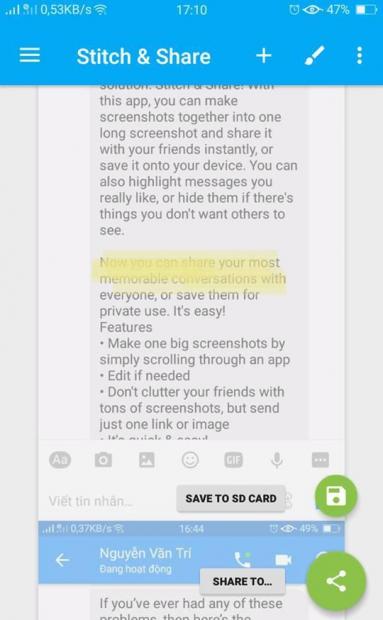 0,53KB/s 17:10 47%
Stitch & Share
solution: Stitch & Share! With
this app, you can make
screenshots together into one
long screenshot and share it
with your friends instantly, or
save it onto your device. You can
also highlight messages you
really like, or hide them if there's
things you don't want others to
see.
Now you can share your most
memorable conversations with
everyone, or save them for
private use. It's easy!
Features
• Make one big screenshots by
simply scrolling through an app
• Edit if needed
• Don't clutter your friends with
tons of screenshots, but send
just one link or image
• It's quick & easy!
Aa GIF
Viết tin nhắn... SAVE TO SD CARD
0,37KB/s 16:44 49%
Nguyễn Văn Trí
Đang hoạt động
SHARE TO...
If you've ever had any of these
problems, then here's the